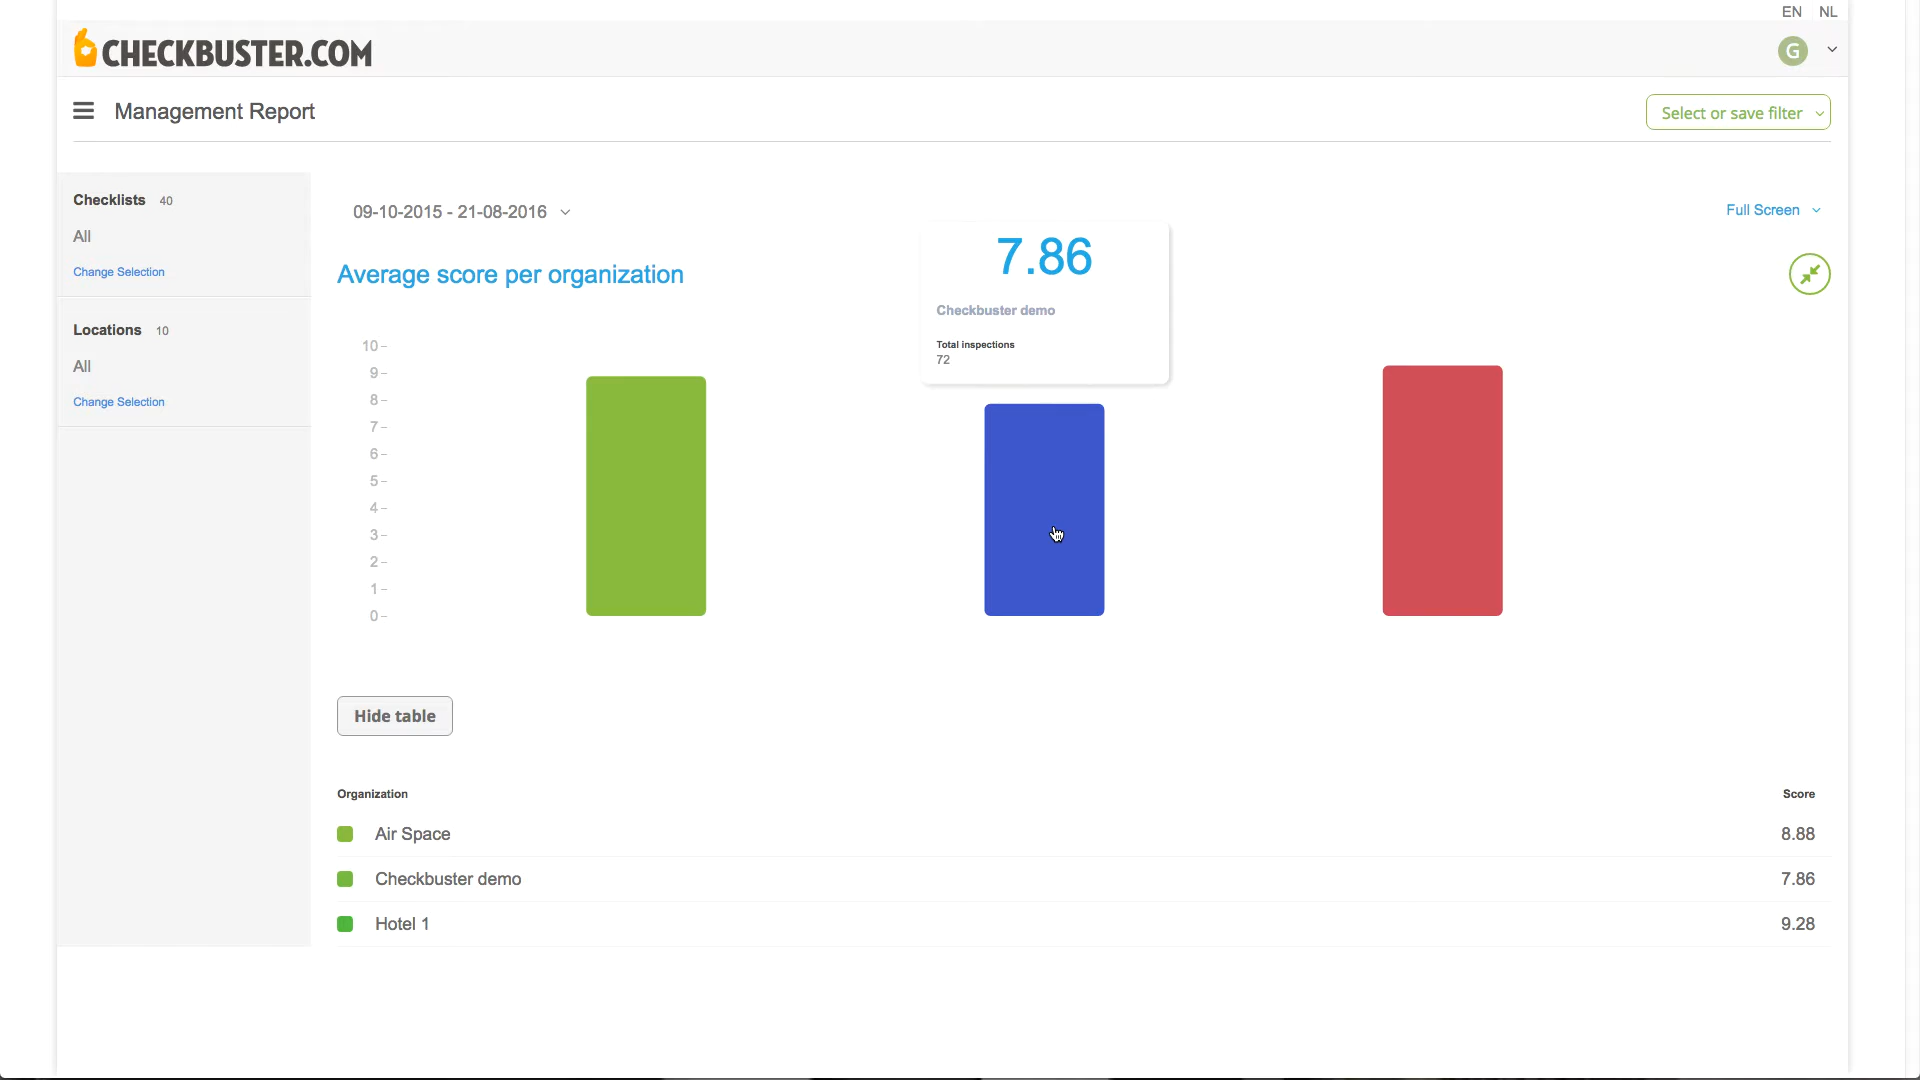 EN NL
CHECKBUSTER.COM
G
Management Report
Select or save filter
Checklists 40
All
Change Selection
Locations 10
All
Change Selection
09-10-2015 - 21-08-2016
Full Screen
Average score per organization
7.86
Checkbuster demo
Total inspections
72
10
9
8
7
6
5
4
3
2
1
0
Hide table
Organization Score
Air Space 8.88
Checkbuster demo 7.86
Hotel 1 9.28